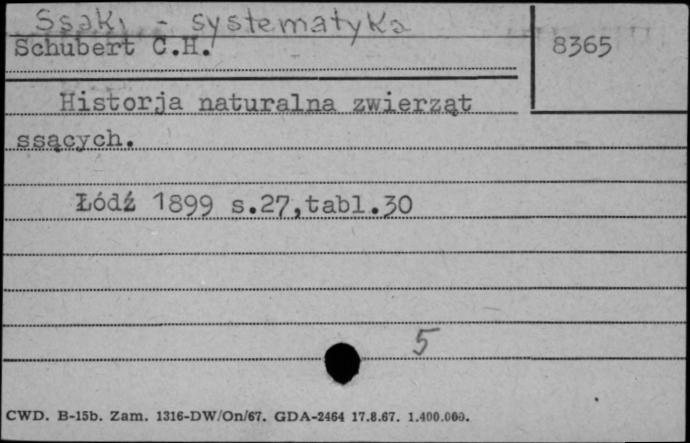 Ssaki - systematyka
Schubert C.H.
8365
Historja naturalna zwierząt
ssących.
Łódź 1899 s.27,tabl.30
5
CWD. B-15b. Zam. 1316-DW/On/67. GDA-2464 17.8.67. 1.400.000.